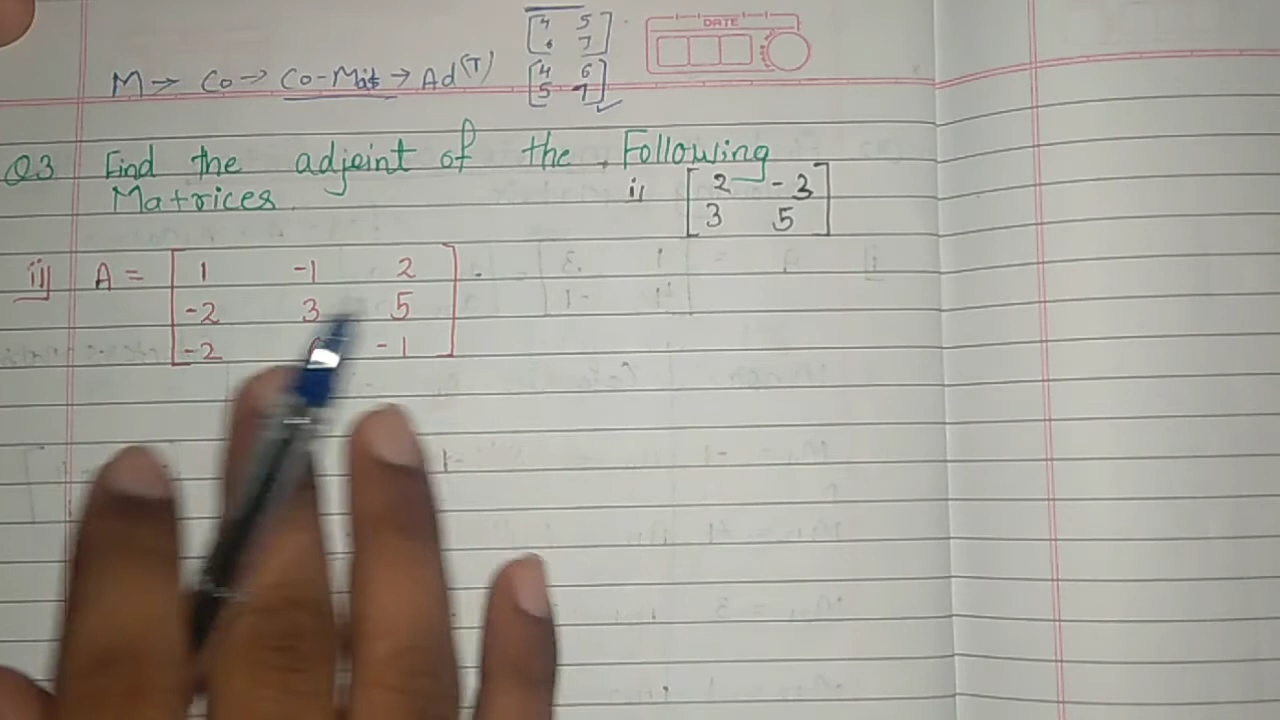 4 5
6 7
DATE
M → Co → Co-Mat → Ad(T)
4 6
5 7
Q3 Find the adjoint of the Following
Matrices.
i) 2 -3
3 5
ii) A = 1 -1 2
-2 3 5
-2 -1